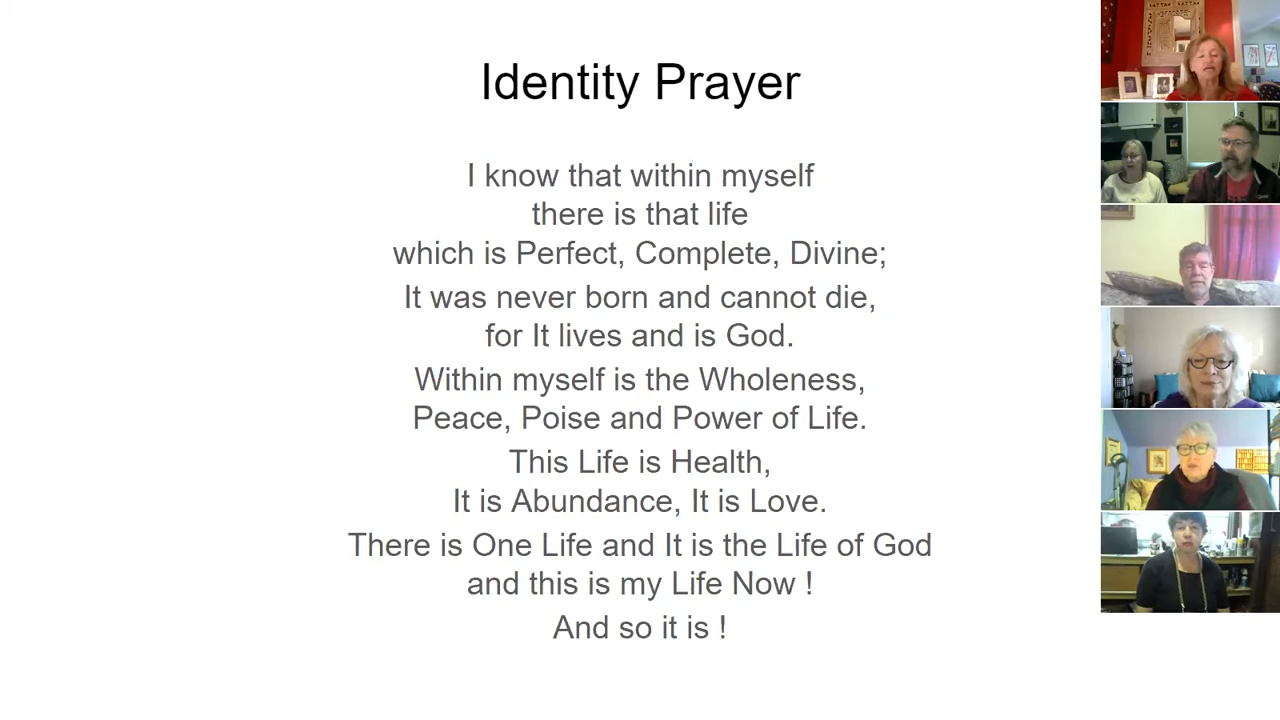 Identity Prayer
I know that within myself
there is that life
which is Perfect, Complete, Divine;
It was never born and cannot die,
for It lives and is God.
Within myself is the Wholeness,
Peace, Poise and Power of Life.
This Life is Health,
It is Abundance, It is Love.
There is One Life and It is the Life of God
and this is my Life Now !
And so it is !